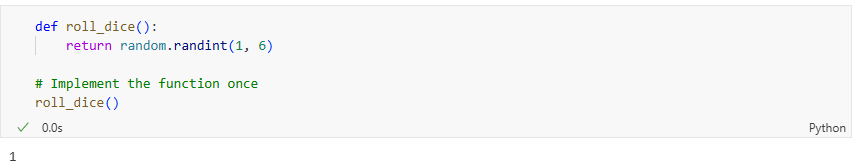 def roll_dice():
    return random.randint(1, 6)
# Implement the function once
roll_dice()
0.0s Python
1